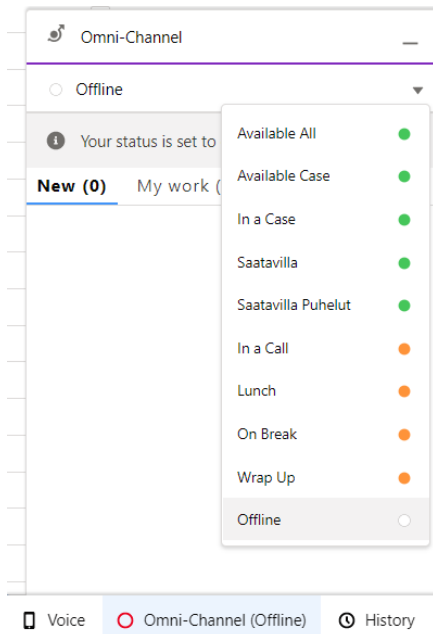 Omni-Channel
Offline
Your status is set to
New (0) My work (
Available All
Available Case
In a Case
Saatavilla
Saatavilla Puhelut
In a Call
Lunch
On Break
Wrap Up
Offline
Voice Omni-Channel (Offline) History